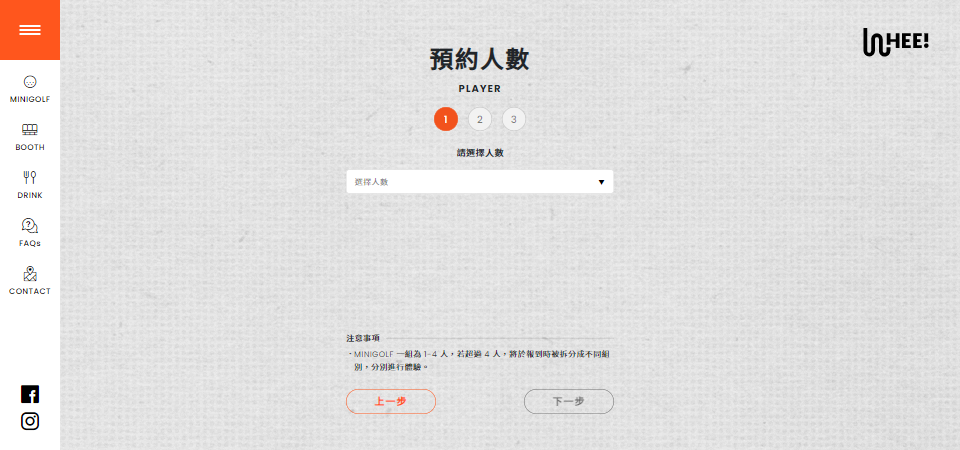 MINIGOLF
BOOTH
DRINK
FAQs
CONTACT
WHEE!
預約人數
PLAYER
1 2 3
請選擇人數
選擇人數
注意事項
・MINIGOLF 一組為 1-4 人，若超過 4 人，將於報到時被拆分成不同組
別，分別進行體驗。
上一步
下一步